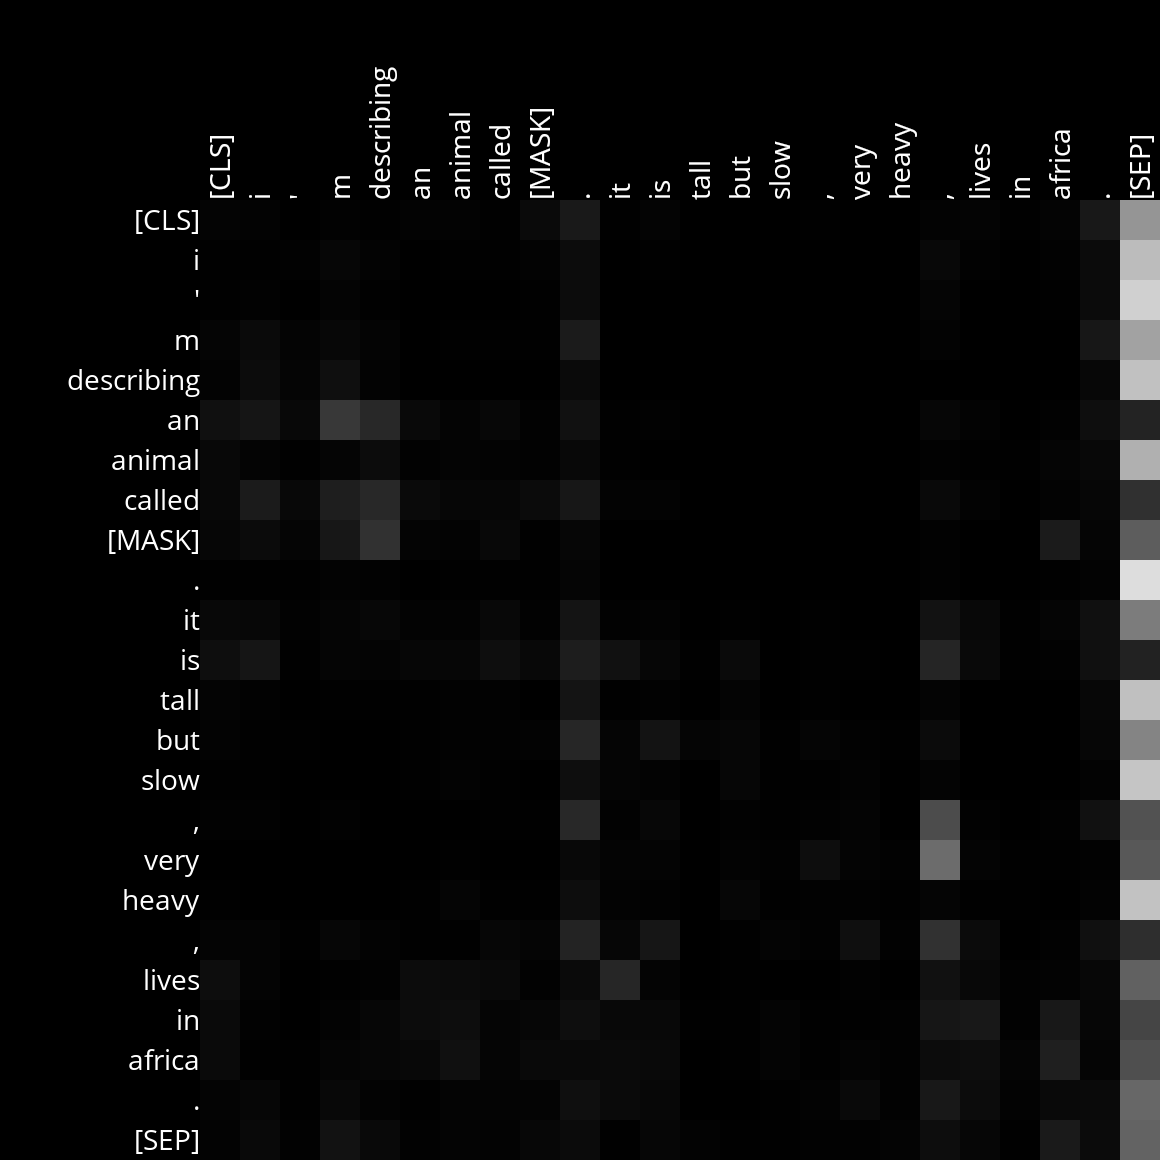 [CLS] i ' m describing an animal called [MASK] . it is tall but slow , very heavy , lives in africa . [SEP]
[CLS]
i
'
m
describing
an
animal
called
[MASK]
.
it
is
tall
but
slow
,
very
heavy
,
lives
in
africa
.
[SEP]